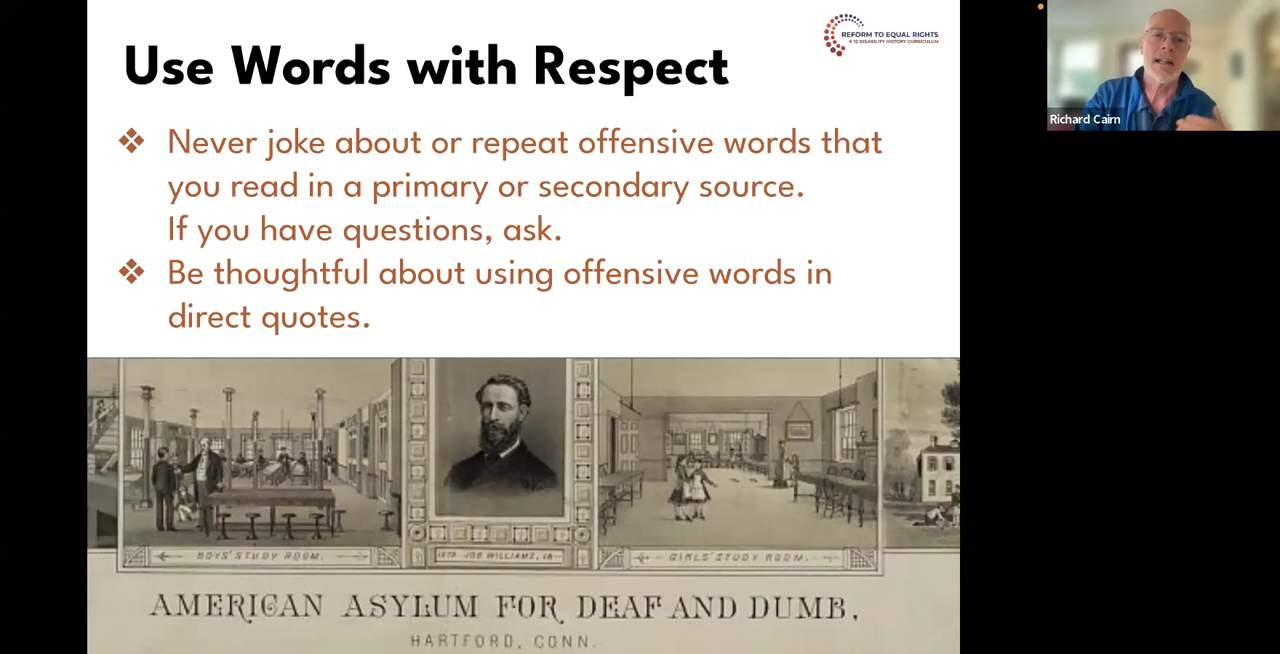 Use Words with Respect
REFORM TO EQUAL RIGHTS
K-12 DISABILITY HISTORY CURRICULUM
Richard Cairn
❖ Never joke about or repeat offensive words that
you read in a primary or secondary source.
If you have questions, ask.
❖ Be thoughtful about using offensive words in
direct quotes.
BOYS' STUDY ROOM.
JOB WILLIAMS,
GIRLS' STUDY ROOM.
AMERICAN ASYLUM FOR DEAF AND DUMB,
HARTFORD, CONN.